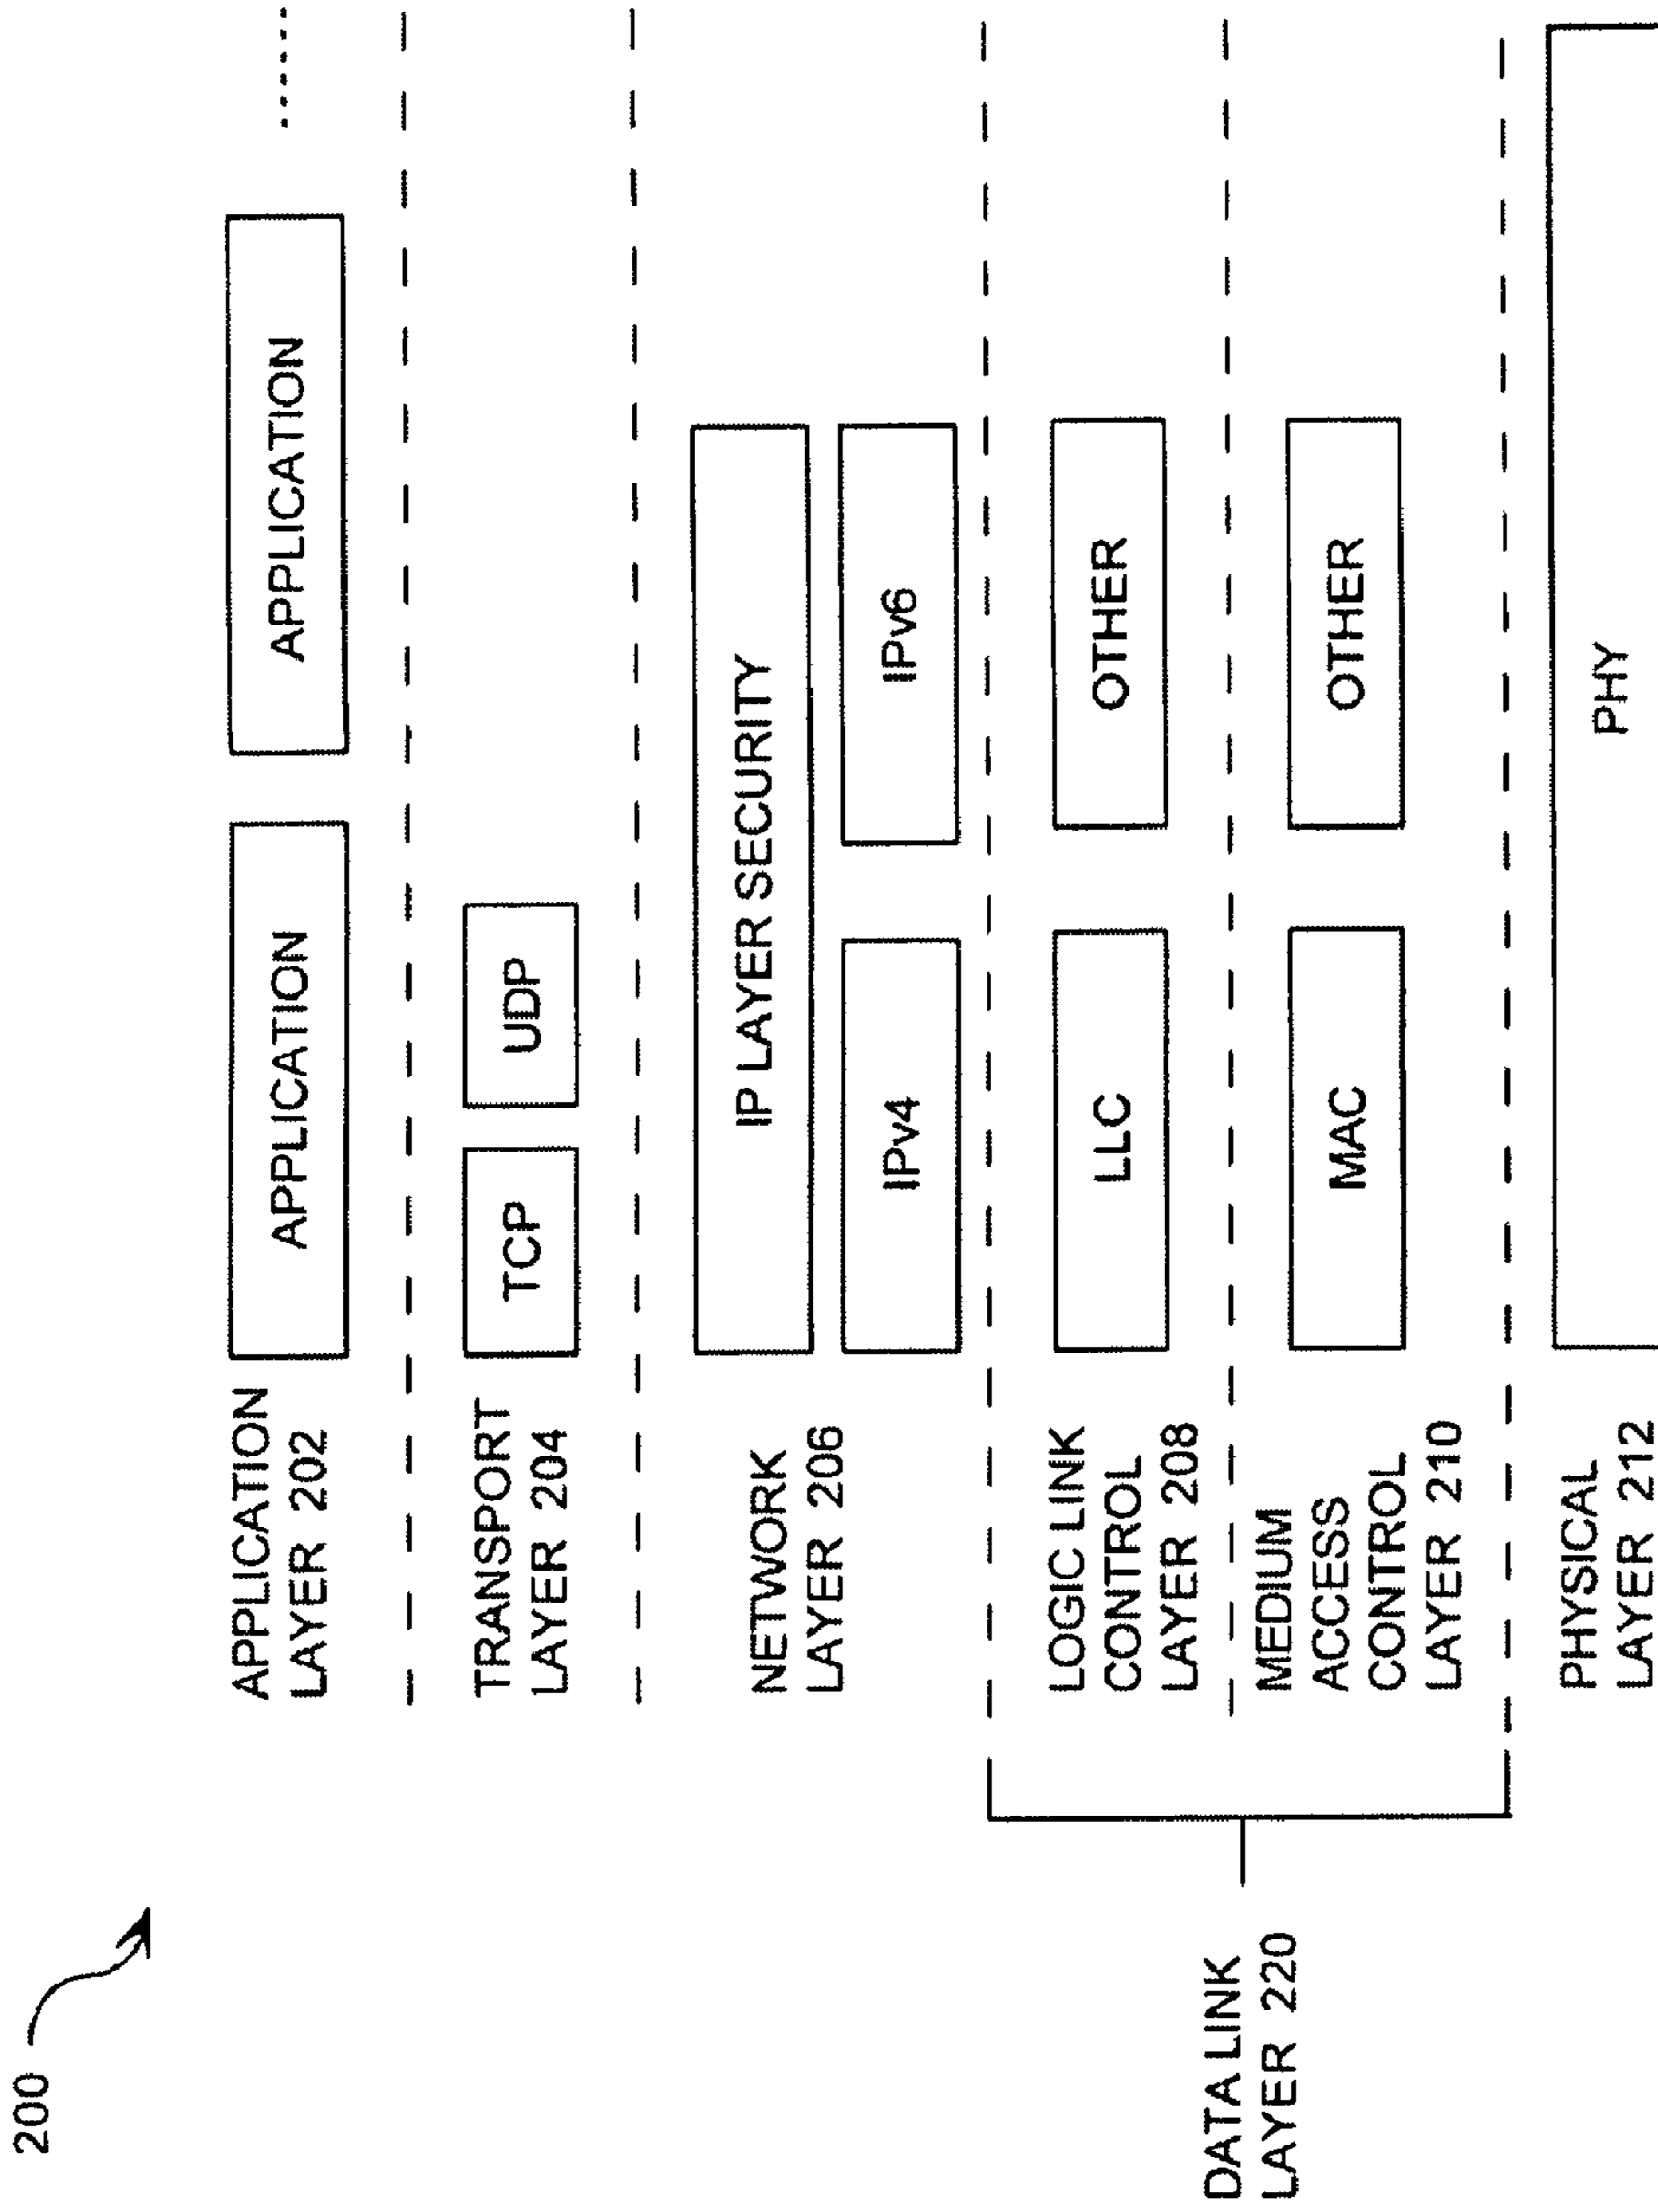 200
APPLICATION
LAYER 202
APPLICATION
APPLICATION
TRANSPORT
LAYER 204
TCP
UDP
NETWORK
LAYER 206
IP LAYER SECURITY
IPv4
IPv6
DATA LINK
LAYER 220
LOGIC LINK
CONTROL
LAYER 208
LLC
OTHER
MEDIUM
ACCESS
CONTROL
LAYER 210
MAC
OTHER
PHYSICAL
LAYER 212
PHY